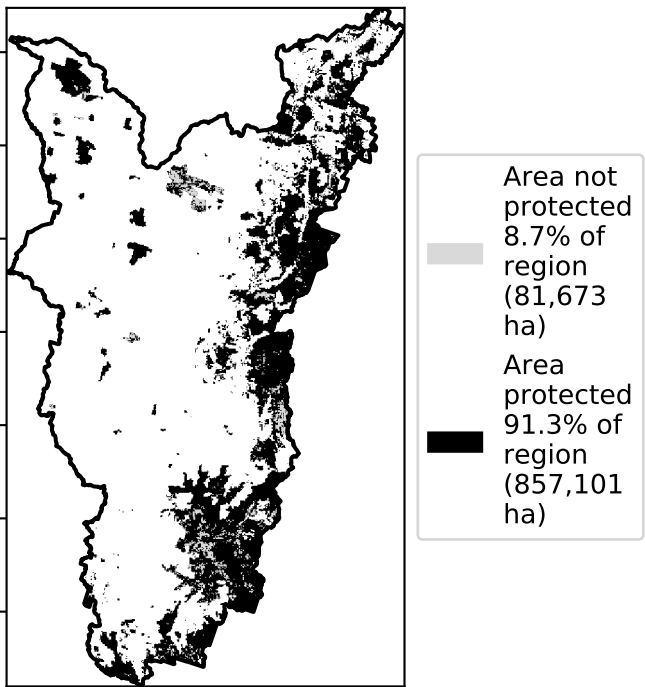 Area not
protected
8.7% of
region
(81,673
ha)
Area
protected
91.3% of
region
(857,101
ha)